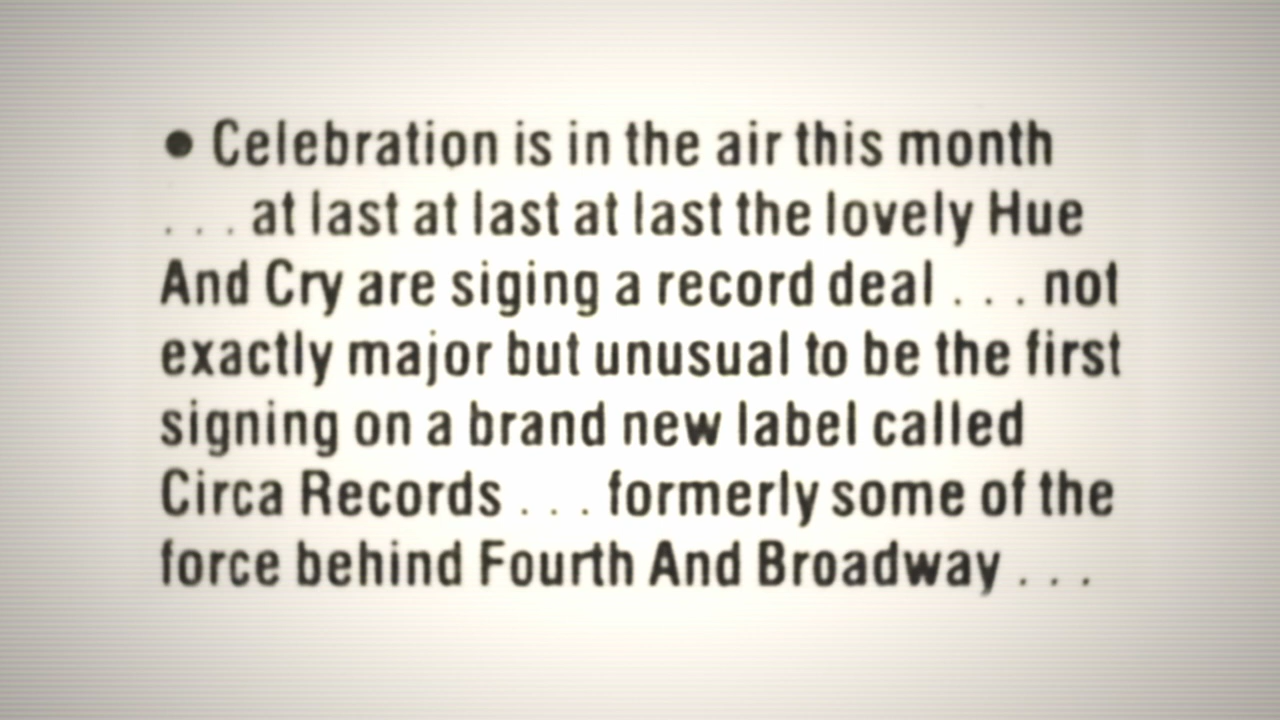 • Celebration is in the air this month
. . . at last at last at last the lovely Hue
And Cry are siging a record deal . . . not
exactly major but unusual to be the first
signing on a brand new label called
Circa Records . . . formerly some of the
force behind Fourth And Broadway . . .